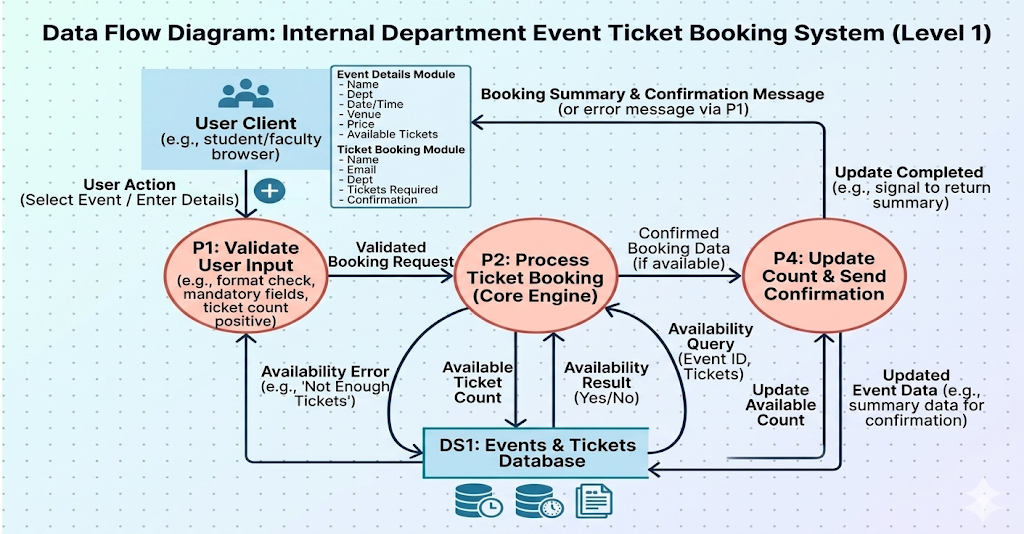 Data Flow Diagram: Internal Department Event Ticket Booking System (Level 1)
User Client
(e.g., student/faculty
browser)
Event Details Module
- Name
- Dept
- Date/Time
- Venue
- Price
- Available Tickets
Ticket Booking Module
- Name
- Email
- Dept
- Tickets Required
- Confirmation
Booking Summary & Confirmation Message
(or error message via P1)
User Action
(Select Event / Enter Details)
Update Completed
(e.g., signal to return
summary)
P1: Validate
User Input
(e.g., format check,
mandatory fields,
ticket count
positive)
Validated
Booking Request
P2: Process
Ticket Booking
(Core Engine)
Confirmed
Booking Data
(if available)
P4: Update
Count & Send
Confirmation
Availability Error
(e.g., 'Not Enough
Tickets')
Available
Ticket
Count
Availability
Result
(Yes/No)
Availability
Query
(Event ID,
Tickets)
Update
Available
Count
Updated
Event Data (e.g.,
summary data for
confirmation)
DS1: Events & Tickets
Database